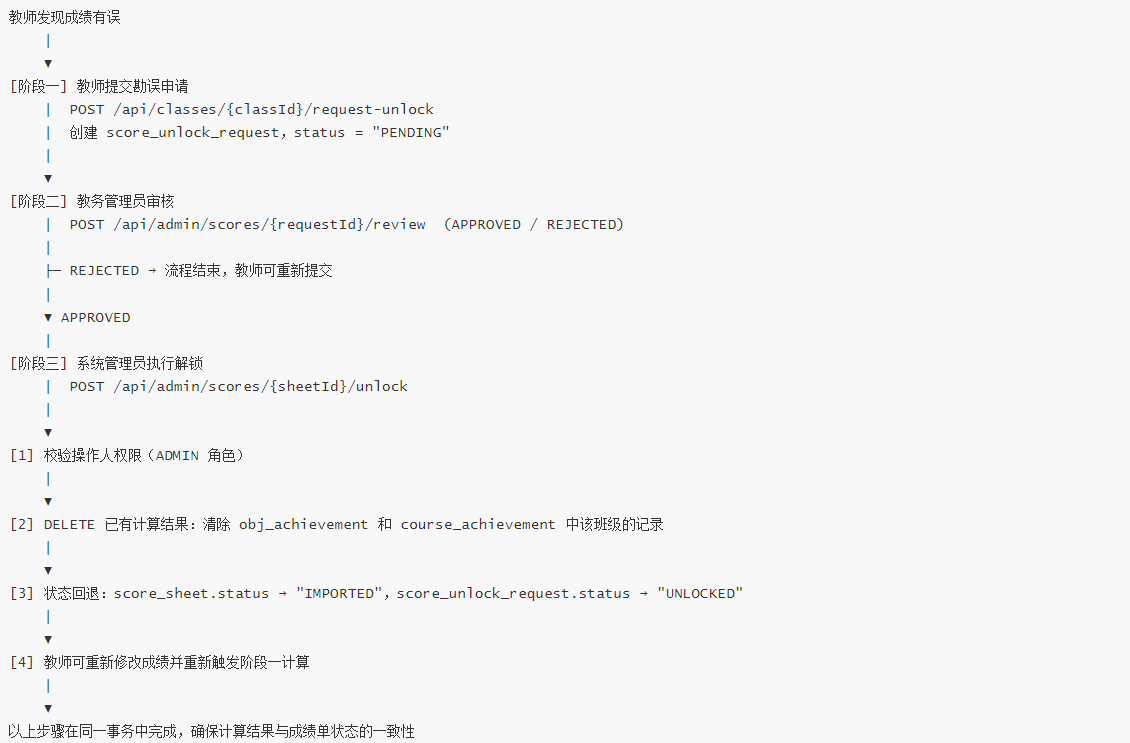 教师发现成绩有误
│
▼
[阶段一] 教师提交勘误申请
│ POST /api/classes/{classId}/request-unlock
│ 创建 score_unlock_request，status = "PENDING"
│
▼
[阶段二] 教务管理员审核
│ POST /api/admin/scores/{requestId}/review （APPROVED / REJECTED）
│
├─ REJECTED → 流程结束，教师可重新提交
│
▼ APPROVED
│
[阶段三] 系统管理员执行解锁
│ POST /api/admin/scores/{sheetId}/unlock
│
▼
[1] 校验操作人权限（ADMIN 角色）
│
▼
[2] DELETE 已有计算结果：清除 obj_achievement 和 course_achievement 中该班级的记录
│
▼
[3] 状态回退：score_sheet.status → "IMPORTED"，score_unlock_request.status → "UNLOCKED"
│
▼
[4] 教师可重新修改成绩并重新触发阶段一计算
│
▼
以上步骤在同一事务中完成，确保计算结果与成绩单状态的一致性